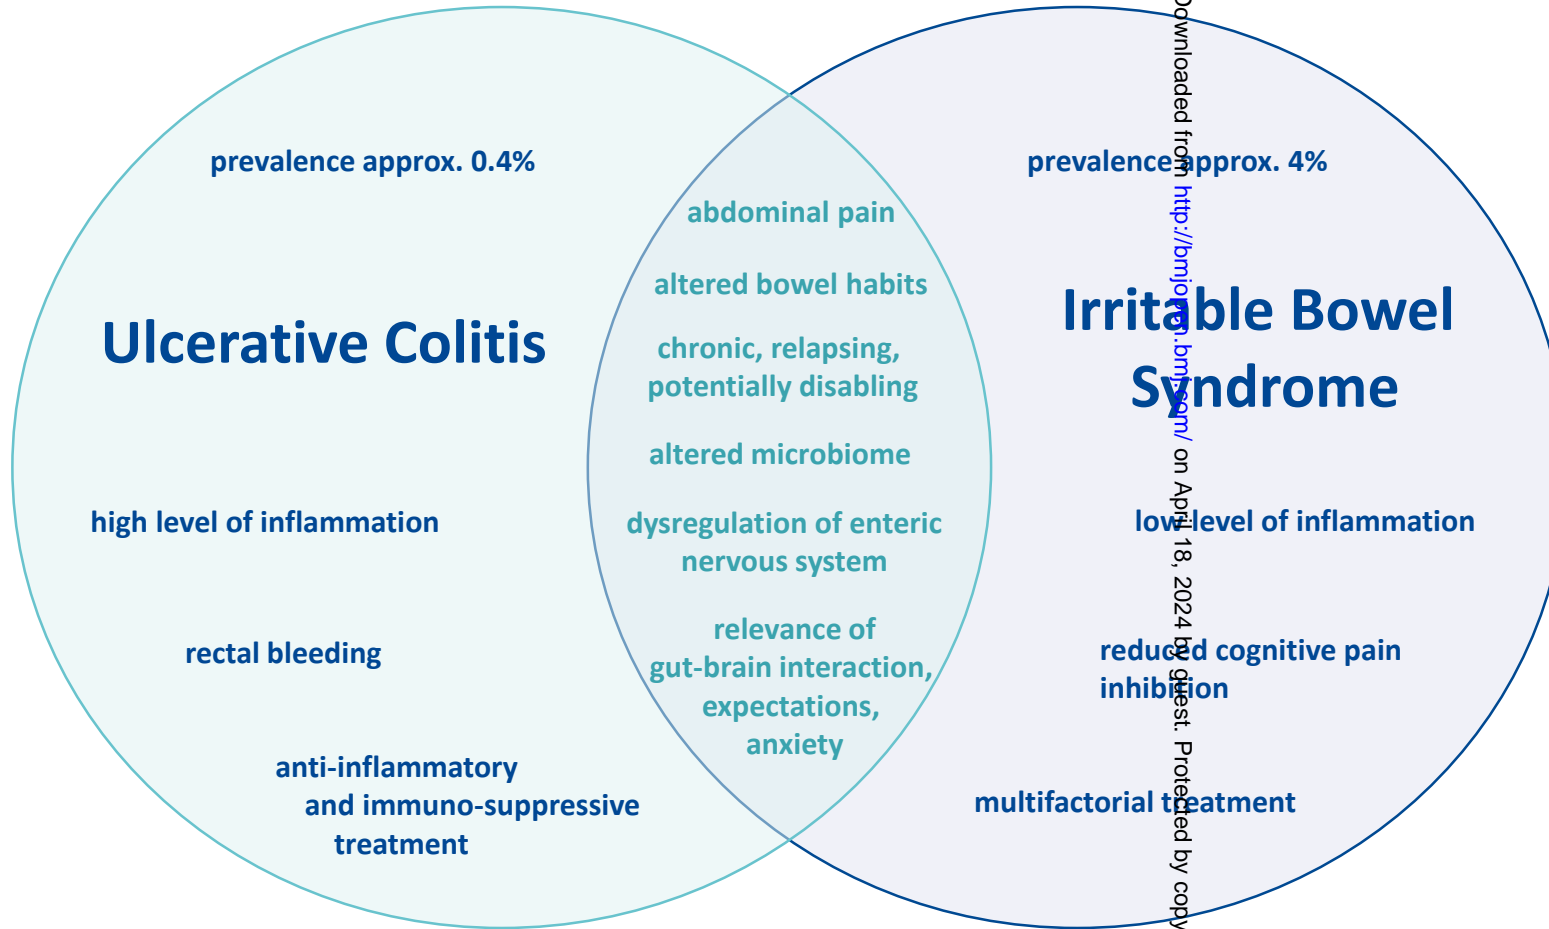 prevalence approx. 0.4%
Ulcerative Colitis
high level of inflammation
rectal bleeding
anti-inflammatory
and immuno-suppressive
treatment
abdominal pain
altered bowel habits
chronic, relapsing,
potentially disabling
altered microbiome
dysregulation of enteric
nervous system
relevance of
gut-brain interaction,
expectations,
anxiety
prevalence approx. 4%
Irritable Bowel
Syndrome
low level of inflammation
reduced cognitive pain
inhibition
multifactorial treatment
Downloaded from http://bmjopen.bmj.com/ on April 18, 2024 by guest. Protected by copy